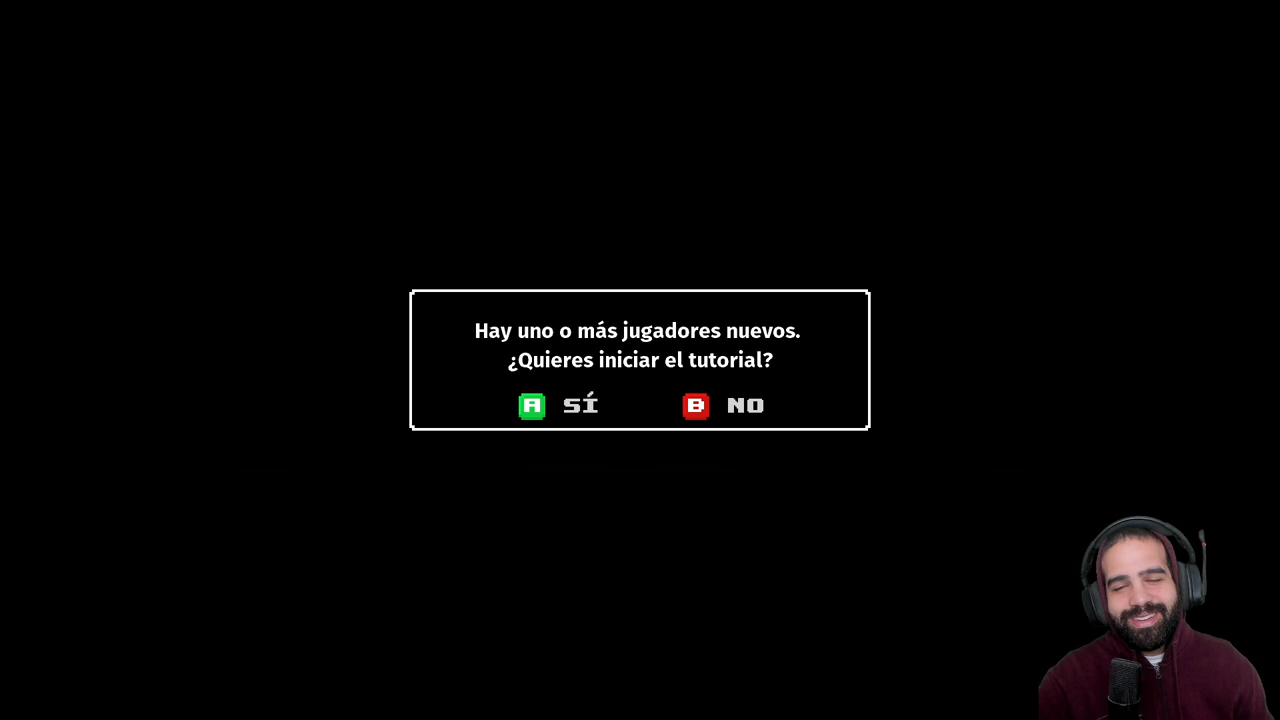 Hay uno o más jugadores nuevos.
¿Quieres iniciar el tutorial?
A SÍ B NO